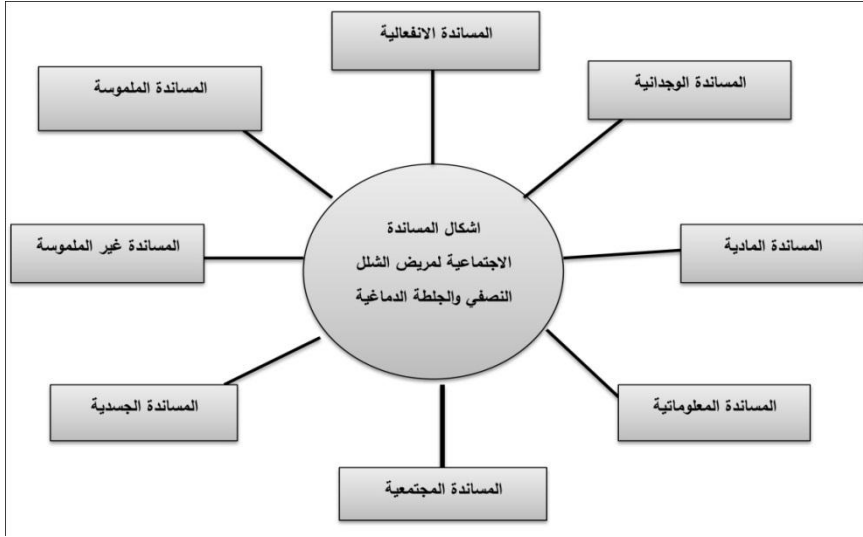 المساندة الانفعالية
المساندة الوجدانية
المساندة الملموسة
اشكال المساندة
الاجتماعية لمريض الشلل
النصفي والجلطة الدماغية
المساندة المادية
المساندة غير الملموسة
المساندة المعلوماتية
المساندة الجسدية
المساندة المجتمعية